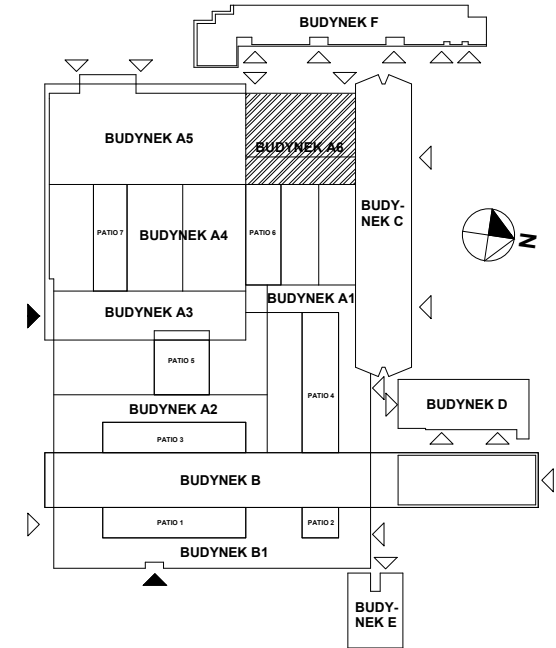 BUDYNEK F
BUDYNEK A5
BUDYNEK A6
BUDY-
NEK C
PATIO 7
BUDYNEK A4
PATIO 6
N
BUDYNEK A1
BUDYNEK A3
PATIO 5
PATIO 4
BUDYNEK D
BUDYNEK A2
PATIO 3
BUDYNEK B
PATIO 1
PATIO 2
BUDYNEK B1
BUDY-
NEK E